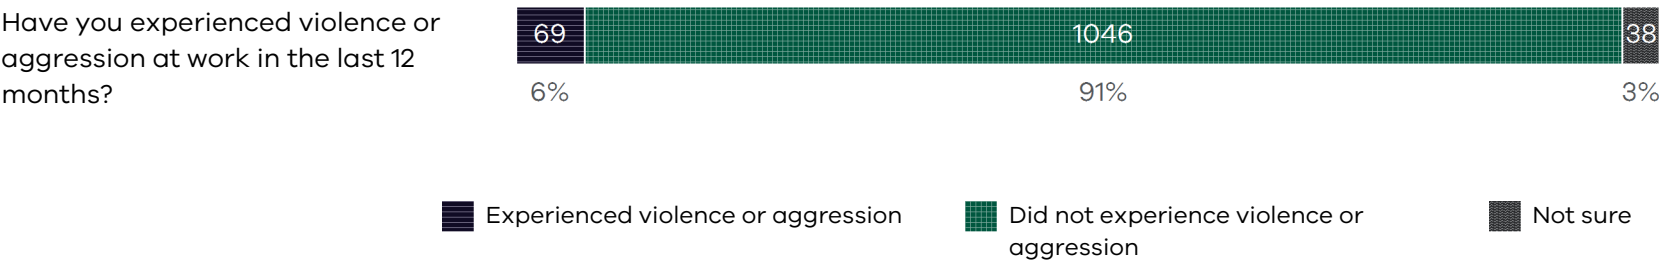 Have you experienced violence or
aggression at work in the last 12
months?
69
1046
38
6%
91%
3%
Experienced violence or aggression
Did not experience violence or
aggression
Not sure